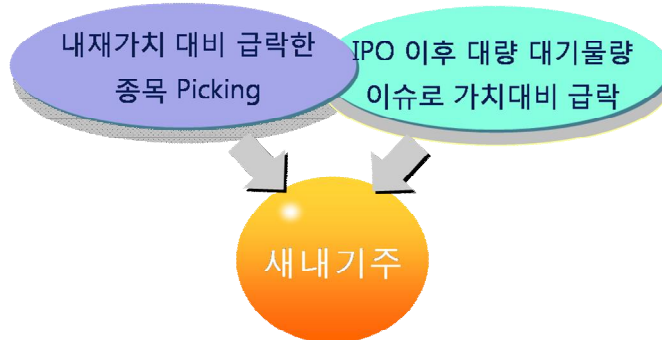 내재가치 대비 급락한
종목 Picking
IPO 이후 대량 대기물량
이슈로 가치대비 급락
새내기주